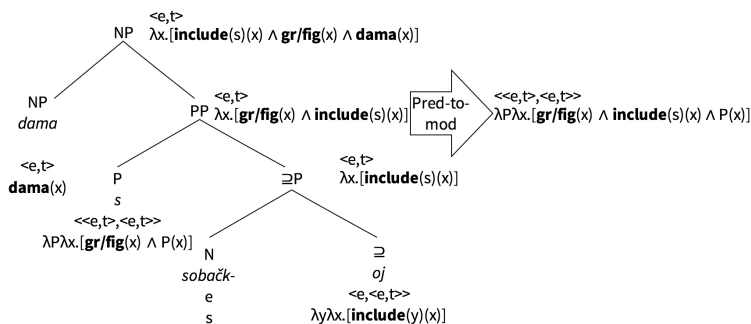 <e,t>
NP λx.[include(s)(x) ∧ gr/fig(x) ∧ dama(x)]
NP
dama
<e,t>
PP λx.[gr/fig(x) ∧ include(s)(x)]
Pred-to-
mod
<<e,t>,<e,t>>
λPλx.[gr/fig(x) ∧ include(s)(x) ∧ P(x)]
<e,t>
dama(x)
P
s
<<e,t>,<e,t>>
λPλx.[gr/fig(x) ∧ P(x)]
⊇P
<e,t>
λx.[include(s)(x)]
N
sobačk-
e
s
⊇
oj
<e,<e,t>>
λyλx.[include(y)(x)]